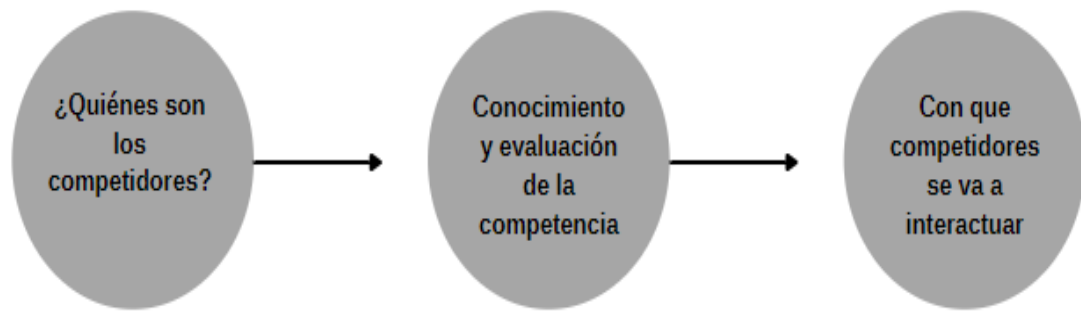 ¿Quiénes son
los
competidores?
Conocimiento
y evaluación
de la
competencia
Con que
competidores
se va a
interactuar